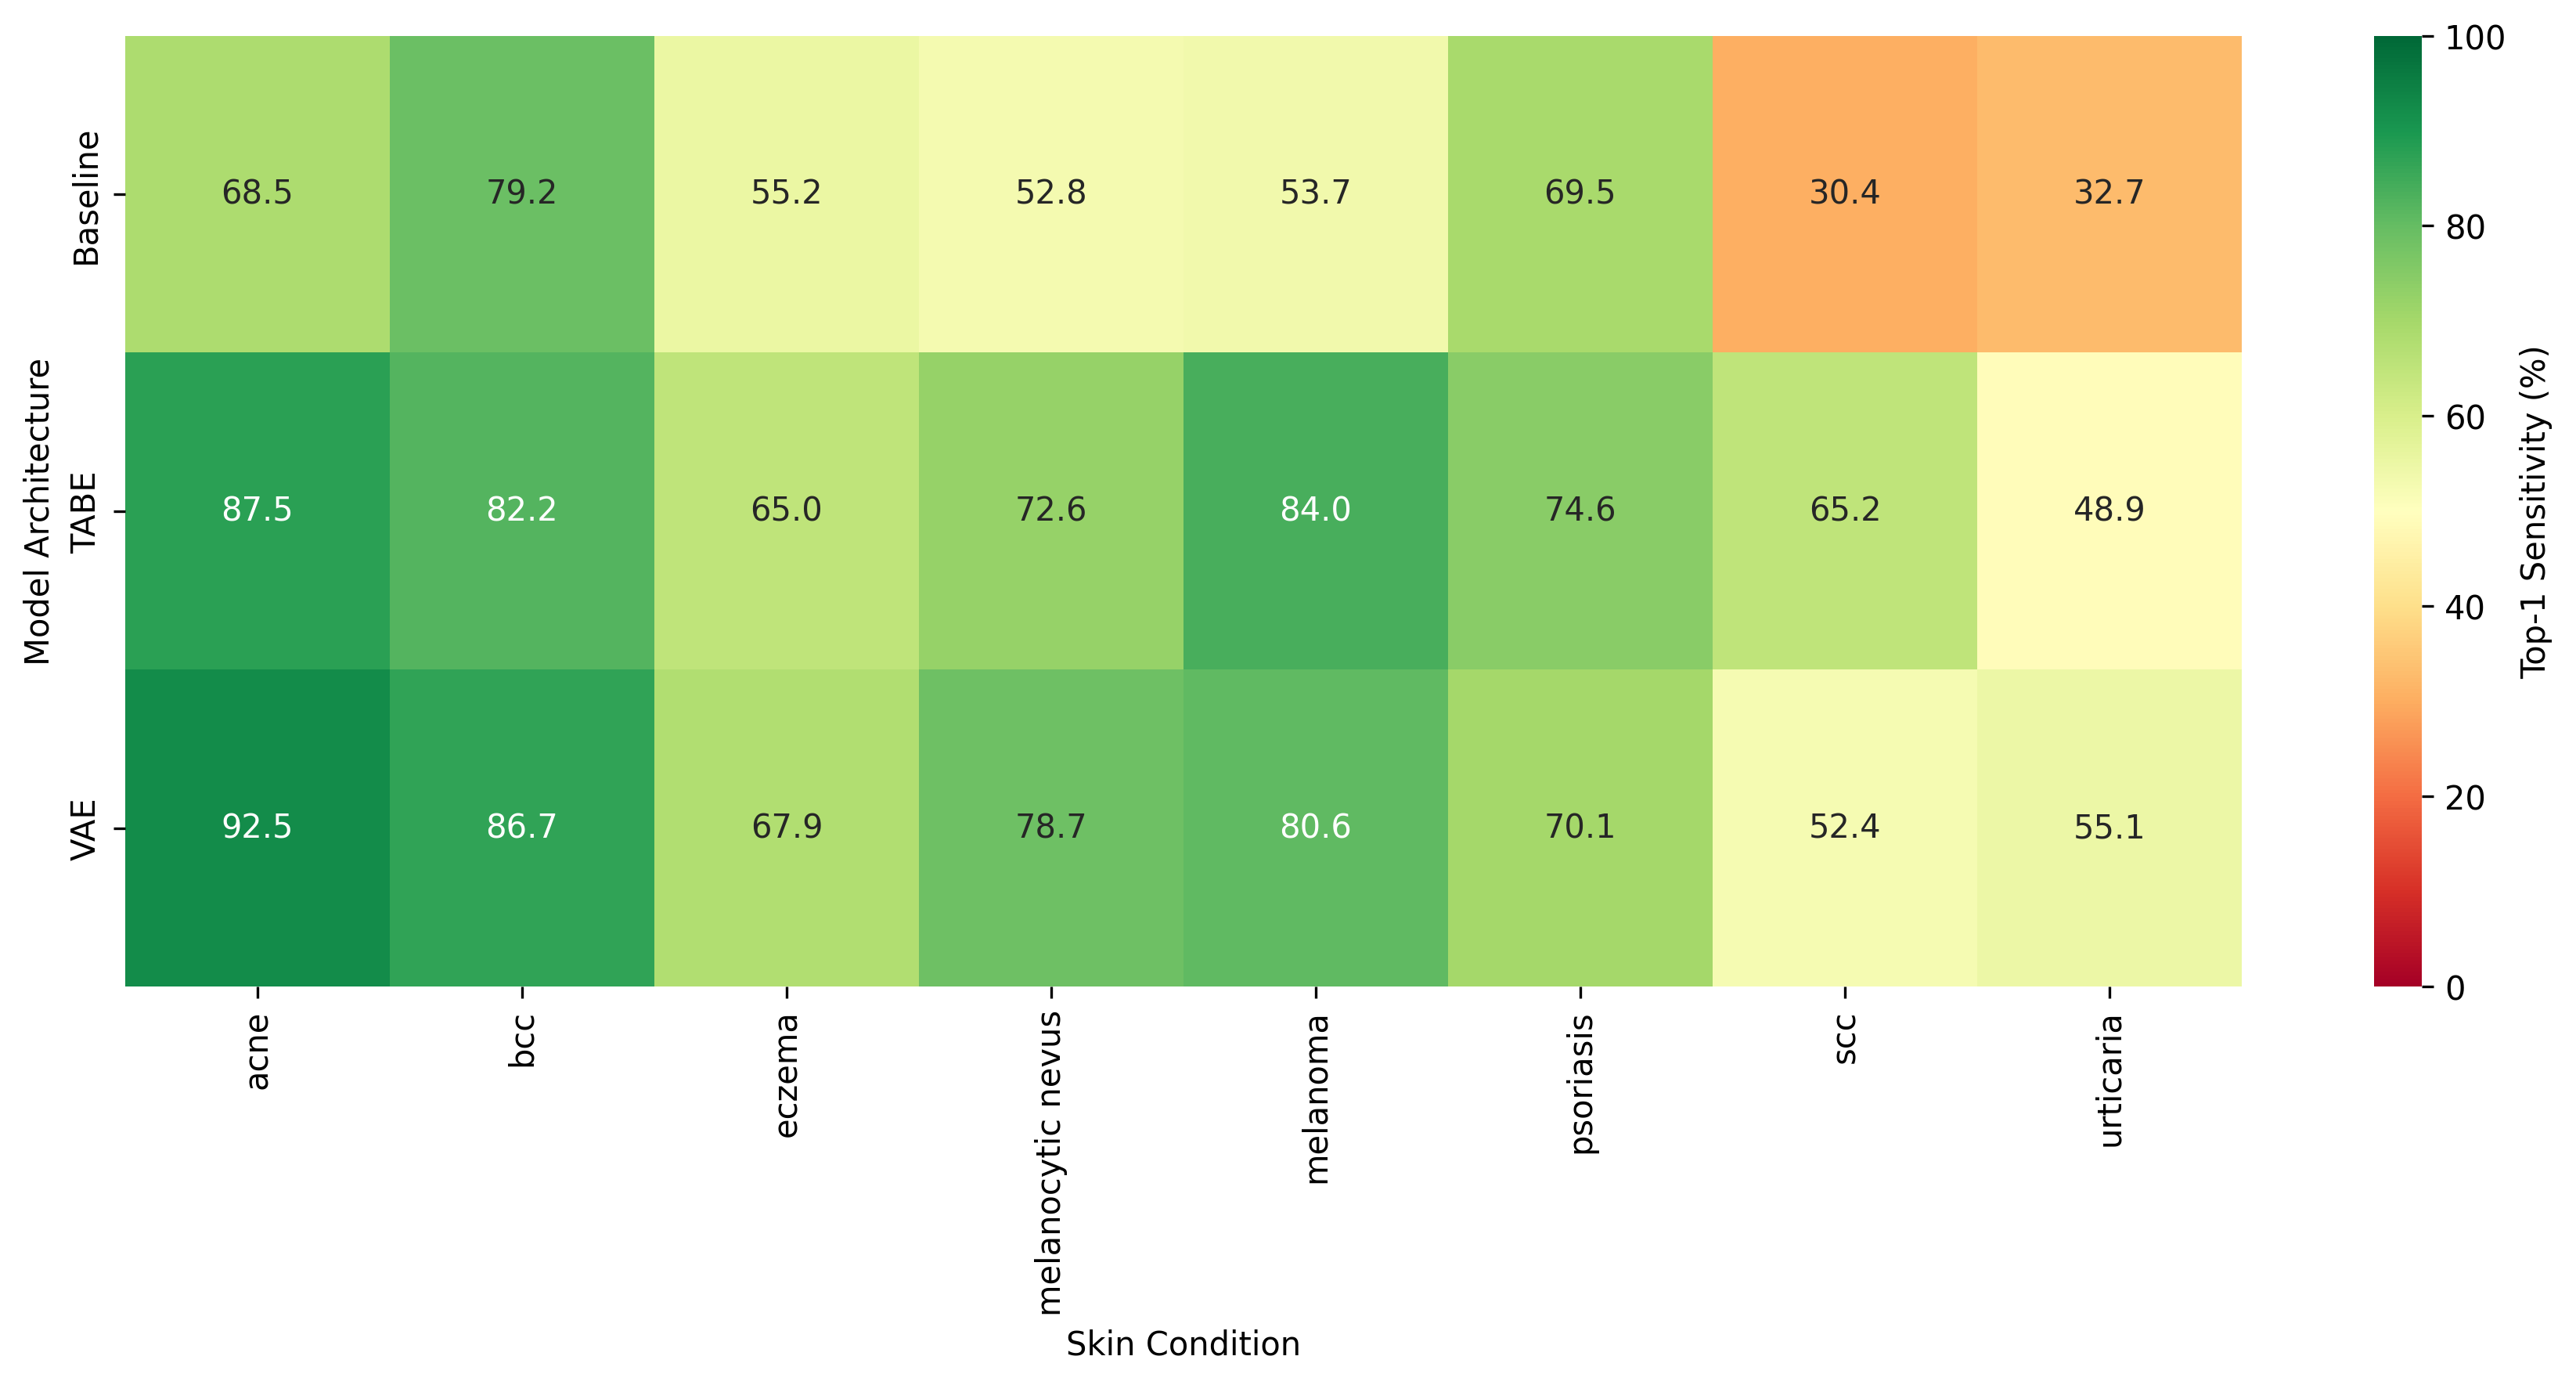 Model Architecture
Baseline
68.5 79.2 55.2 52.8 53.7 69.5 30.4 32.7
TABE
87.5 82.2 65.0 72.6 84.0 74.6 65.2 48.9
VAE
92.5 86.7 67.9 78.7 80.6 70.1 52.4 55.1
acne bcc eczema melanocytic nevus melanoma psoriasis scc urticaria
Skin Condition
100
80
60
40
20
0
Top-1 Sensitivity (%)